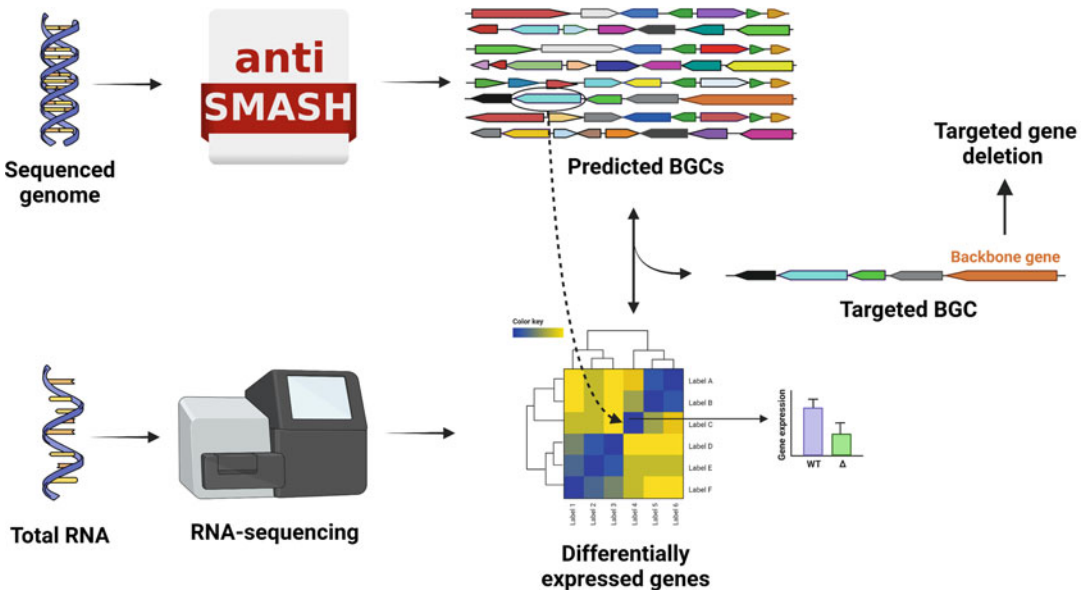 anti
SMASH
Sequenced
genome
Predicted BGCs
Targeted gene
deletion
Backbone gene
Targeted BGC
Total RNA
RNA-sequencing
Color key
Label A
Label B
Label C
Label D
Label E
Label F
Label 1
Label 2
Label 3
Label 4
Label 5
Label 6
Differentially
expressed genes
Gene expression
WT
Δ